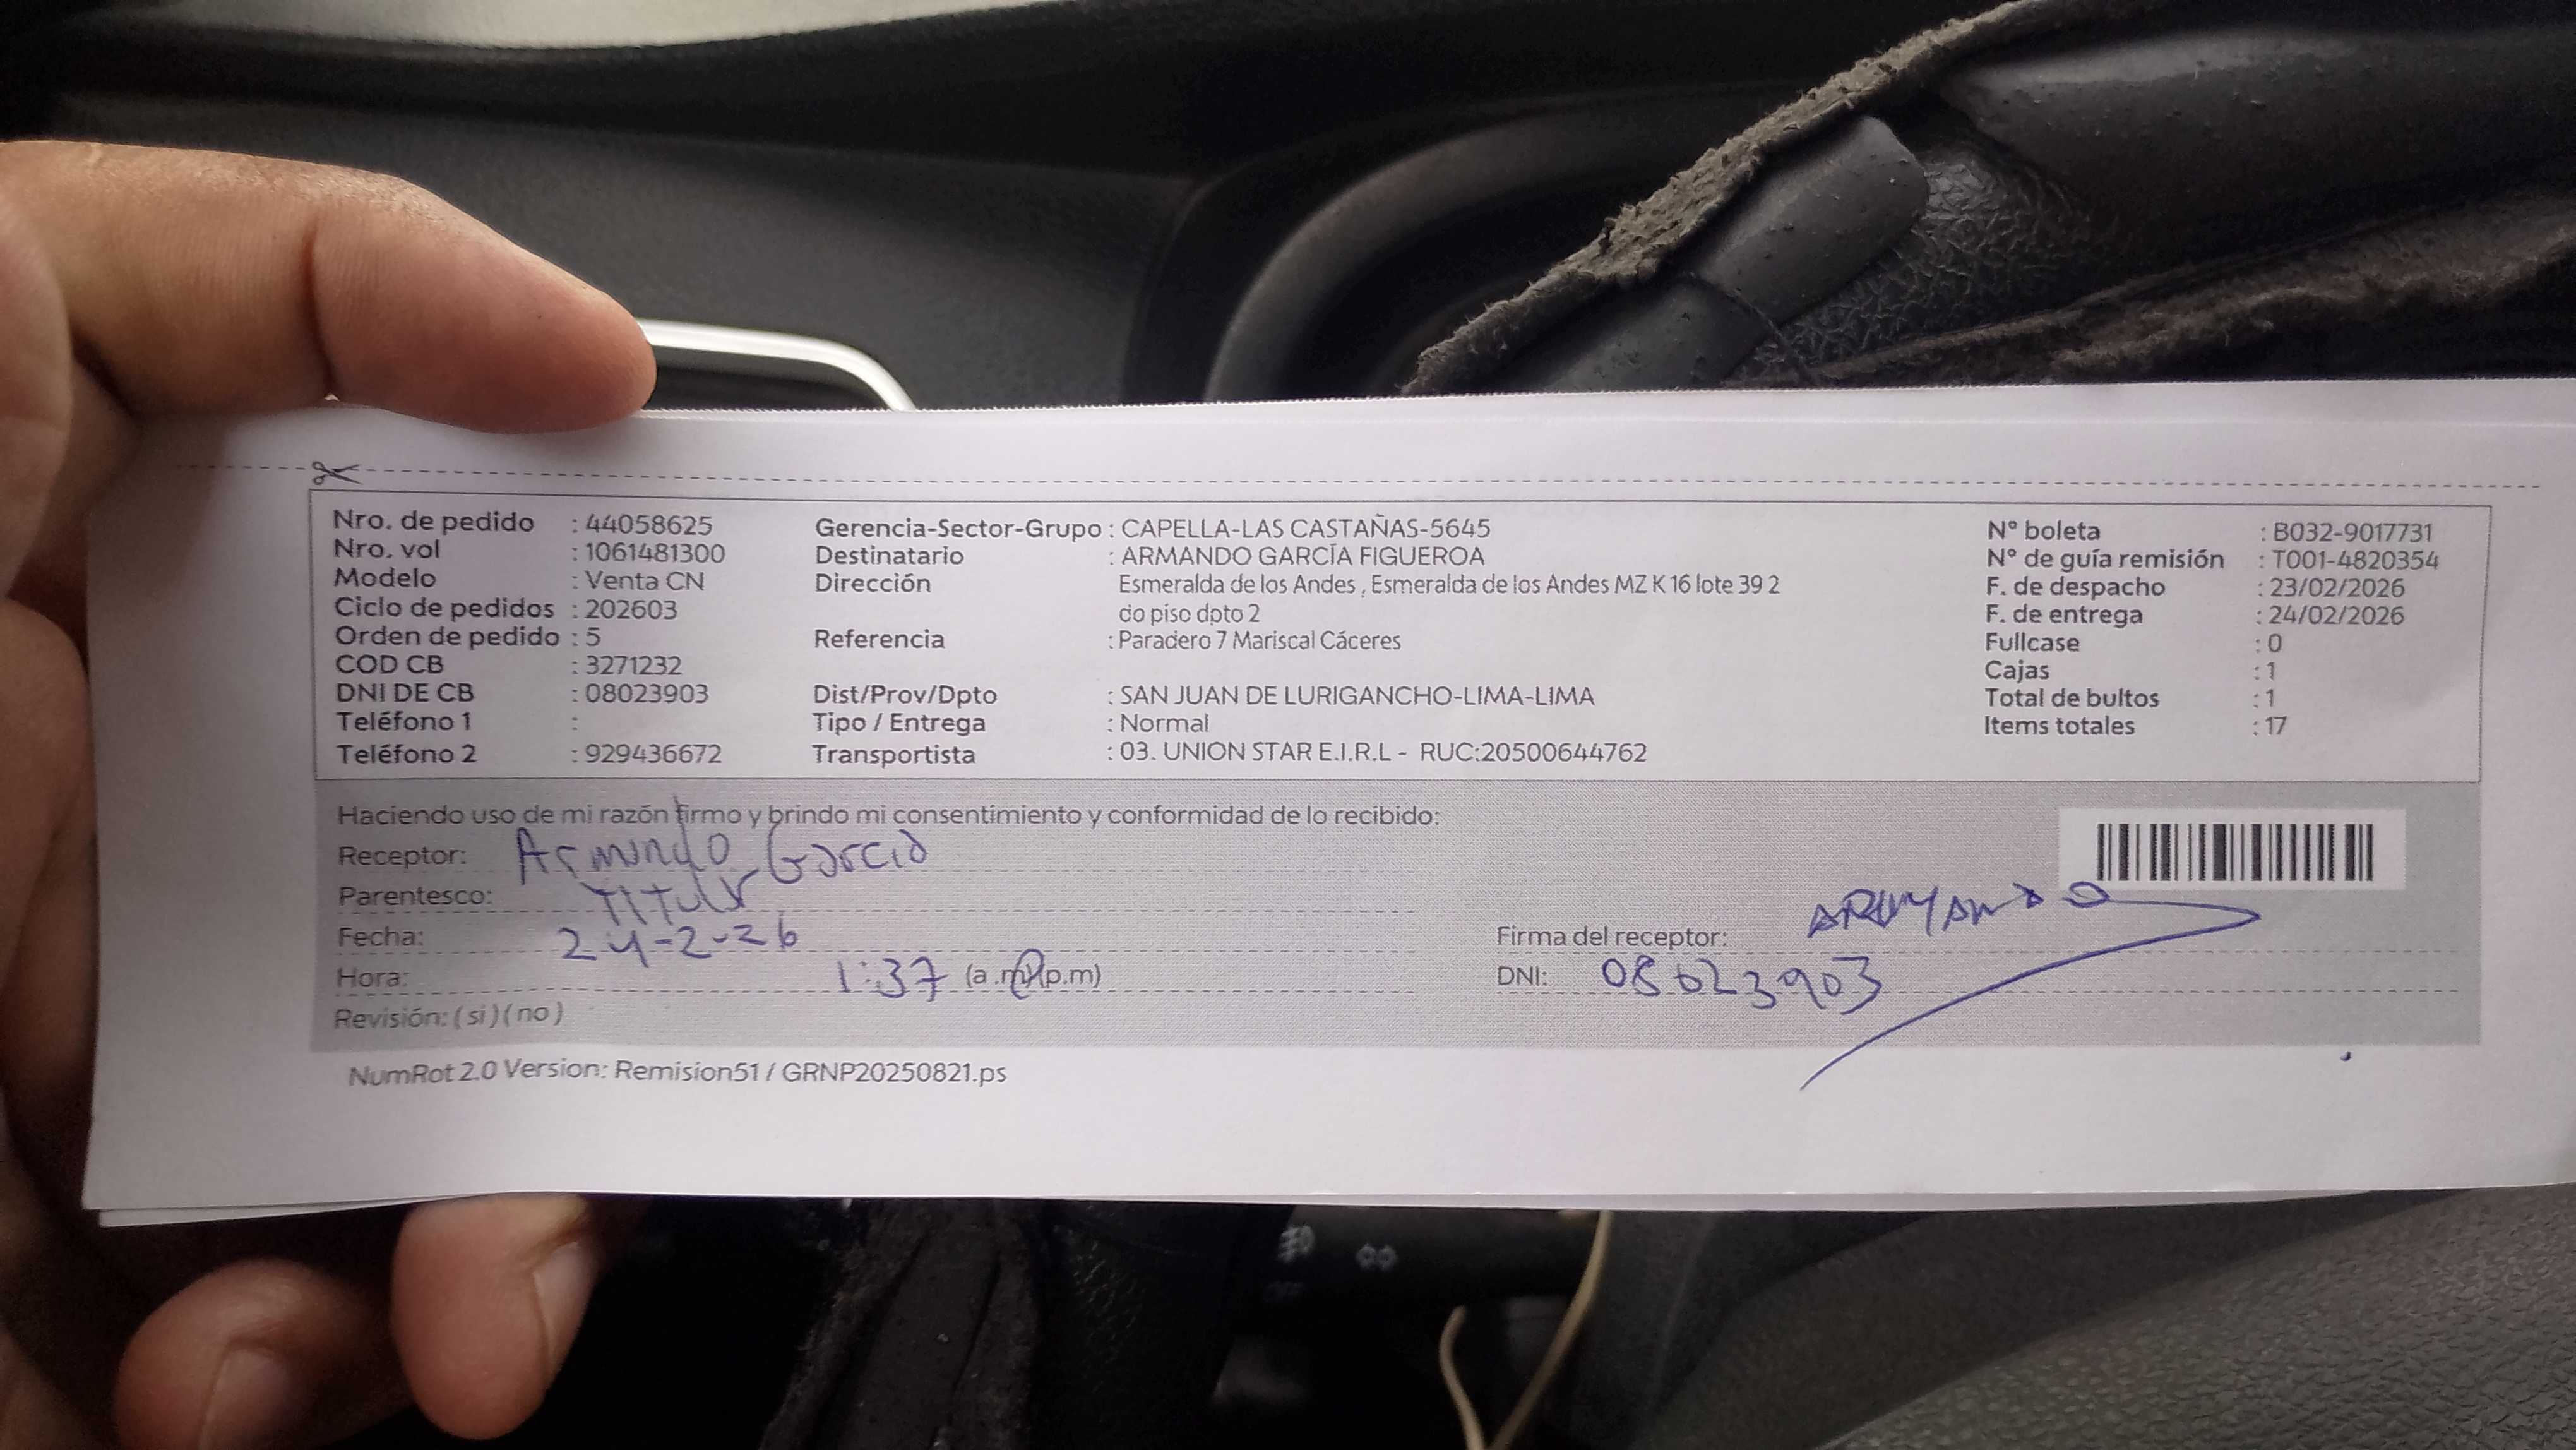 Nro. de pedido : 44058625
Nro. vol : 1061481300
Modelo : Venta CN
Ciclo de pedidos : 202603
Orden de pedido : 5
COD CB : 3271232
DNI DE CB : 08023903
Teléfono 1 :
Teléfono 2 : 929436672
Gerencia-Sector-Grupo : CAPELLA-LAS CASTAÑAS-5645
Destinatario : ARMANDO GARCÍA FIGUEROA
Dirección Esmeralda de los Andes , Esmeralda de los Andes MZ K 16 lote 39 2
do piso dpto 2
Referencia : Paradero 7 Mariscal Cáceres
Dist/Prov/Dpto : SAN JUAN DE LURIGANCHO-LIMA-LIMA
Tipo / Entrega : Normal
Transportista : 03. UNION STAR E.I.R.L - RUC:20500644762
N° boleta : B032-9017731
N° de guía remisión : T001-4820354
F. de despacho : 23/02/2026
F. de entrega : 24/02/2026
Fullcase : 0
Cajas : 1
Total de bultos : 1
Items totales : 17
Haciendo uso de mi razón firmo y brindo mi consentimiento y conformidad de lo recibido:
Receptor: Armando Garcia
Parentesco: Titular
Fecha: 24-2-26
Hora: 1:37 (a.m)(p.m)
Revisión: (si)(no)
Firma del receptor: ARMANDO
DNI: 08023903
NumRot 2.0 Version: Remision51 / GRNP20250821.ps